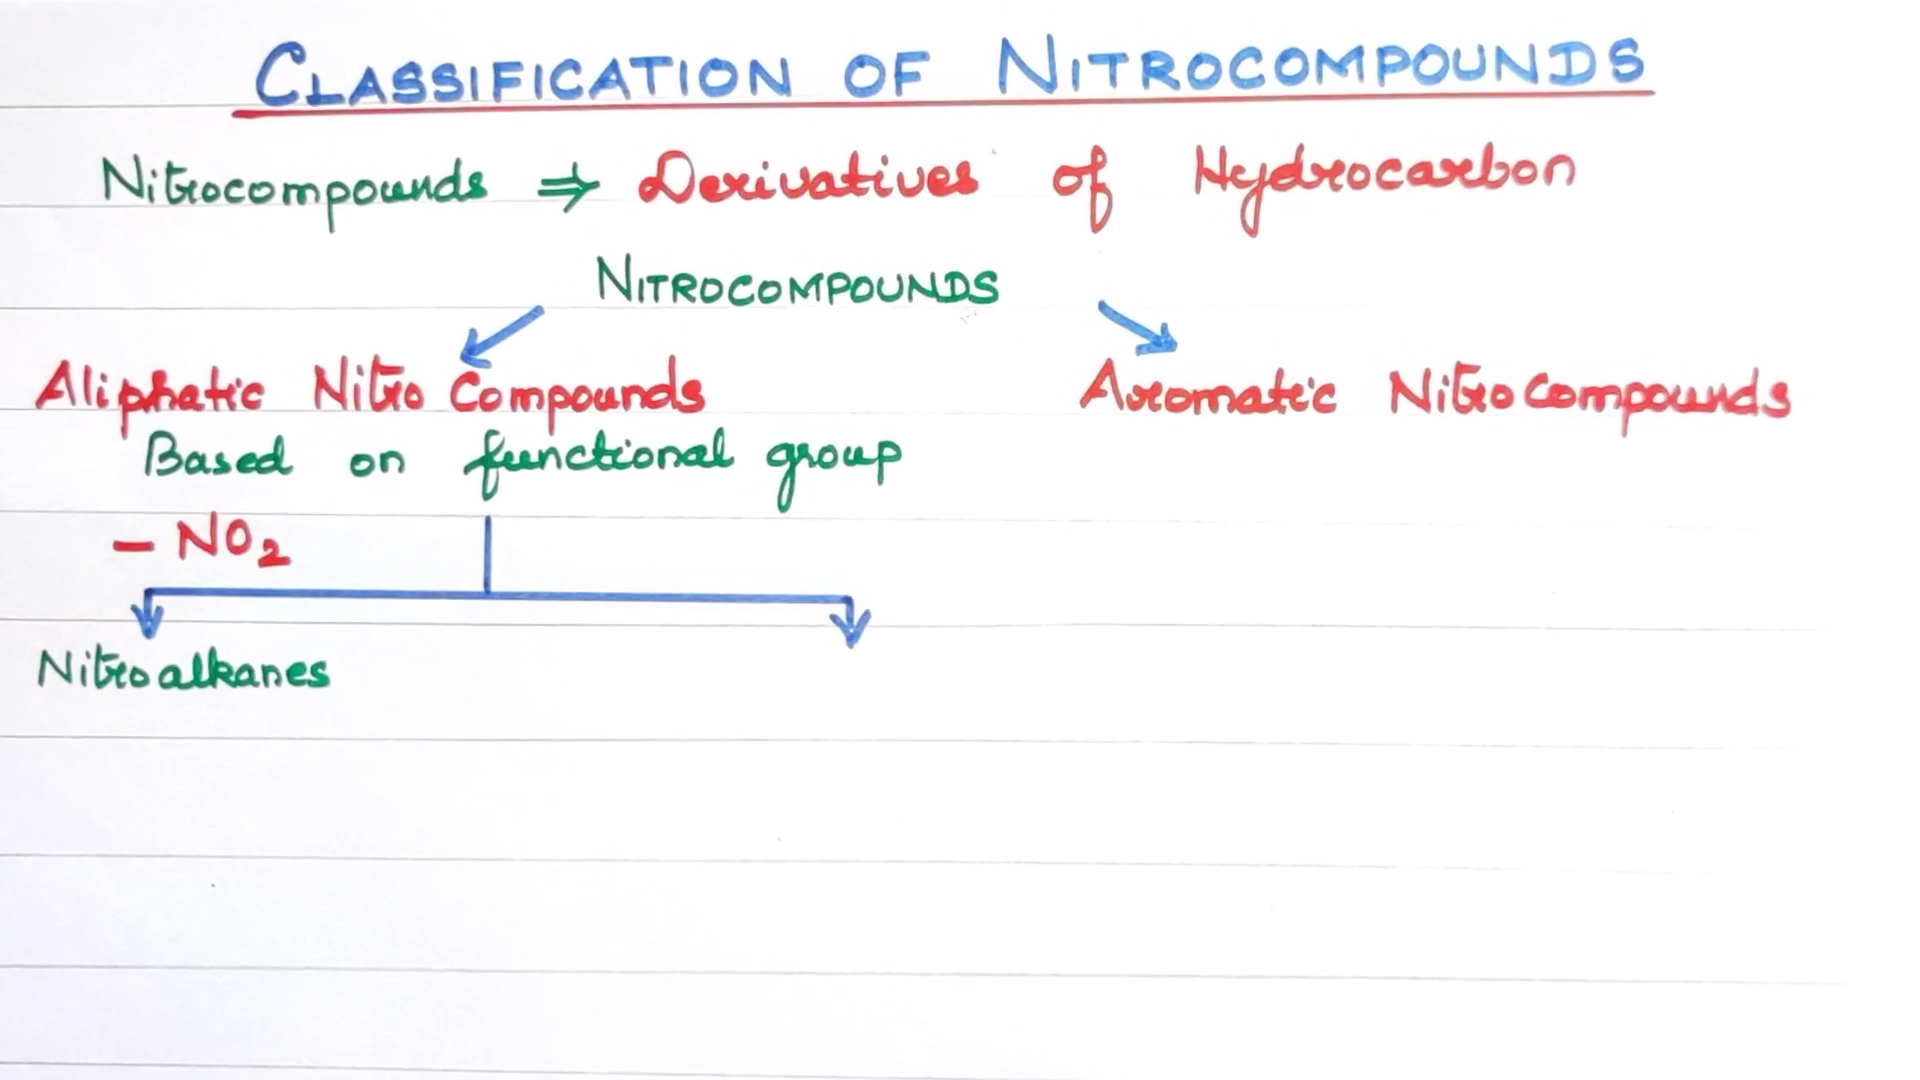 CLASSIFICATION OF NITROCOMPOUNDS
Nitrocompounds ⇒ Derivatives of Hydrocarbon
NITROCOMPOUNDS
Aliphatic Nitro Compounds
Aromatic Nitro Compounds
Based on functional group
- NO₂
Nitroalkanes